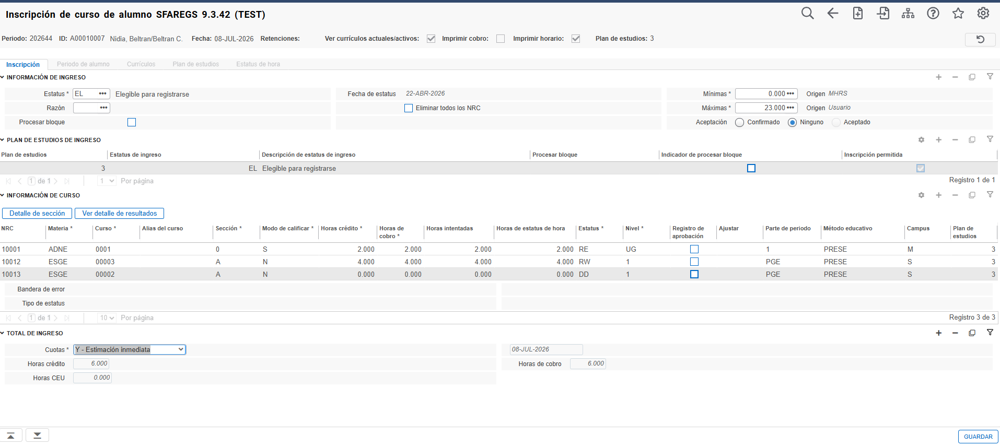 Inscripción de curso de alumno SFAREGS 9.3.42 (TEST)
Periodo: 202644 ID: A00010007 Nidia, Beltran/Beltran C. Fecha: 08-JUL-2026 Retenciones: Ver currículos actuales/activos: Imprimir cobro: Imprimir horario: Plan de estudios: 3
Inscripción Periodo de alumno Currículos Plan de estudios Estatus de hora
INFORMACIÓN DE INGRESO
Estatus * EL ••• Elegible para registrarse Fecha de estatus 22-ABR-2026 Mínimas * 0.000 ••• Origen MHRS
Razón ••• Eliminar todos los NRC Máximas * 23.000 ••• Origen Usuario
Procesar bloque Aceptación Confirmado Ninguno Aceptado
PLAN DE ESTUDIOS DE INGRESO
Plan de estudios Estatus de ingreso Descripción de estatus de ingreso Procesar bloque Indicador de procesar bloque Inscripción permitida
3 EL Elegible para registrarse
1 de 1 1 Por página Registro 1 de 1
INFORMACIÓN DE CURSO
Detalle de sección Ver detalle de resultados
NRC Materia * Curso * Alias del curso Sección * Modo de calificar * Horas crédito * Horas de cobro * Horas intentadas Horas de estatus de hora Estatus * Nivel * Registro de aprobación Ajustar Parte de periodo Método educativo Campus Plan de estudios
10001 ADNE 0001 0 S 2.000 2.000 2.000 2.000 RE UG 1 PRESE M 3
10012 ESGE 00003 A N 4.000 4.000 4.000 4.000 RW 1 PGE PRESE S 3
10013 ESGE 00002 A N 0.000 0.000 0.000 0.000 DD 1 PGE PRESE S 3
Bandera de error
Tipo de estatus
1 de 1 10 Por página Registro 3 de 3
TOTAL DE INGRESO
Cuotas * Y - Estimación inmediata 08-JUL-2026
Horas crédito 6.000 Horas de cobro 6.000
Horas CEU 0.000
GUARDAR